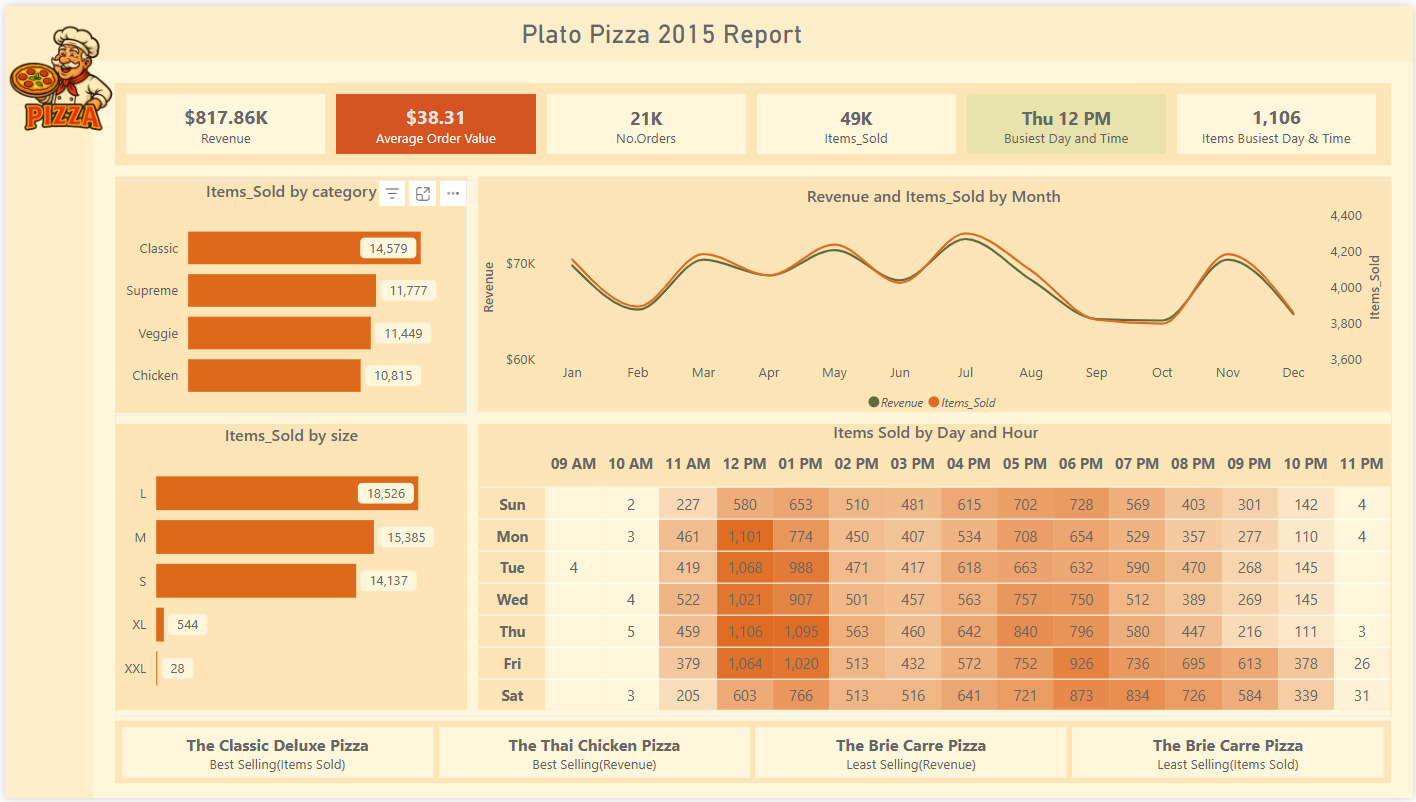 Plato Pizza 2015 Report
PIZZA
$817.86K
Revenue
$38.31
Average Order Value
21K
No.Orders
49K
Items_Sold
Thu 12 PM
Busiest Day and Time
1,106
Items Busiest Day & Time
Items_Sold by category
Classic 14,579
Supreme 11,777
Veggie 11,449
Chicken 10,815
Revenue and Items_Sold by Month
Revenue
$70K
$60K
4,400
4,200
4,000
3,800
3,600
Items_Sold
Jan Feb Mar Apr May Jun Jul Aug Sep Oct Nov Dec
Revenue Items_Sold
Items_Sold by size
L 18,526
M 15,385
S 14,137
XL 544
XXL 28
Items Sold by Day and Hour
09 AM 10 AM 11 AM 12 PM 01 PM 02 PM 03 PM 04 PM 05 PM 06 PM 07 PM 08 PM 09 PM 10 PM 11 PM
Sun 2 227 580 653 510 481 615 702 728 569 403 301 142 4
Mon 3 461 1,101 774 450 407 534 708 654 529 357 277 110 4
Tue 4 419 1,068 988 471 417 618 663 632 590 470 268 145
Wed 4 522 1,021 907 501 457 563 757 750 512 389 269 145
Thu 5 459 1,106 1,095 563 460 642 840 796 580 447 216 111 3
Fri 379 1,064 1,020 513 432 572 752 926 736 695 613 378 26
Sat 3 205 603 766 513 516 641 721 873 834 726 584 339 31
The Classic Deluxe Pizza
Best Selling(Items Sold)
The Thai Chicken Pizza
Best Selling(Revenue)
The Brie Carre Pizza
Least Selling(Revenue)
The Brie Carre Pizza
Least Selling(Items Sold)